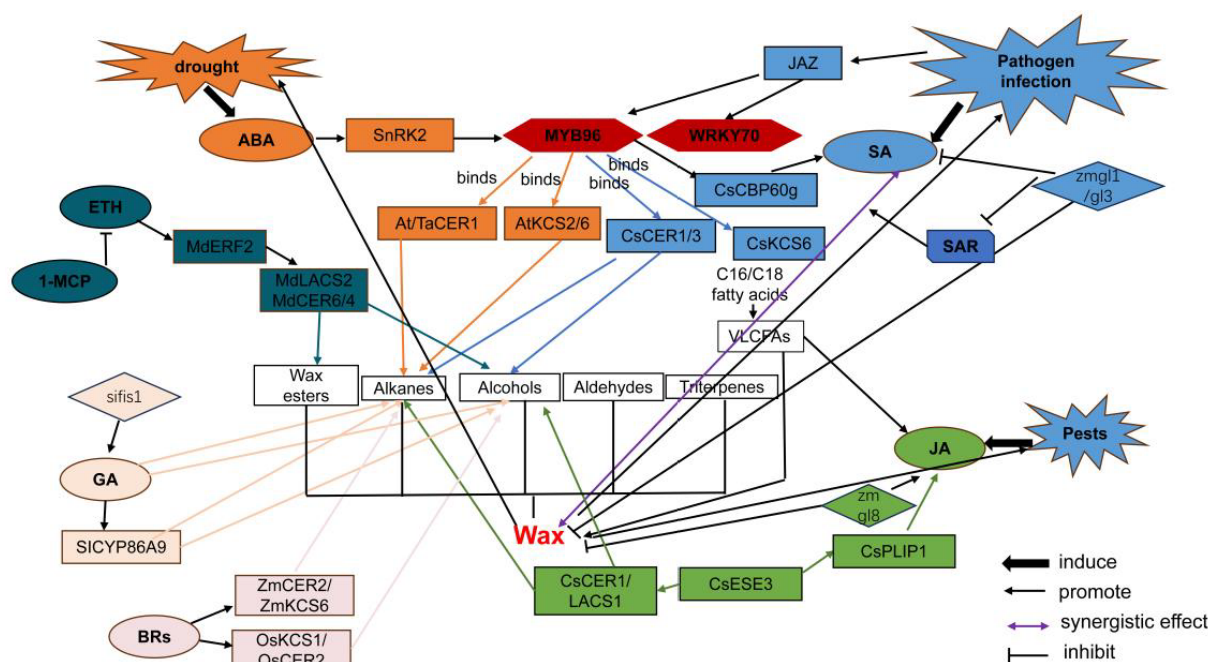 drought
Pathogen
infection
JAZ
ABA
SnRK2
MYB96
WRKY70
SA
zmgl1
/gl3
binds
binds
binds
binds
CsCBP60g
ETH
At/TaCER1
AtKCS2/6
CsCER1/3
CsKCS6
SAR
MdERF2
1-MCP
MdLACS2
MdCER6/4
C16/C18
fatty acids
VLCFAs
Wax
esters
Alkanes
Alcohols
Aldehydes
Triterpenes
sifis1
JA
Pests
GA
zm
gl8
Wax
SlCYP86A9
CsPLIP1
CsCER1/
LACS1
CsESE3
ZmCER2/
ZmKCS6
BRs
OsKCS1/
OsCER2
induce
promote
synergistic effect
inhibit